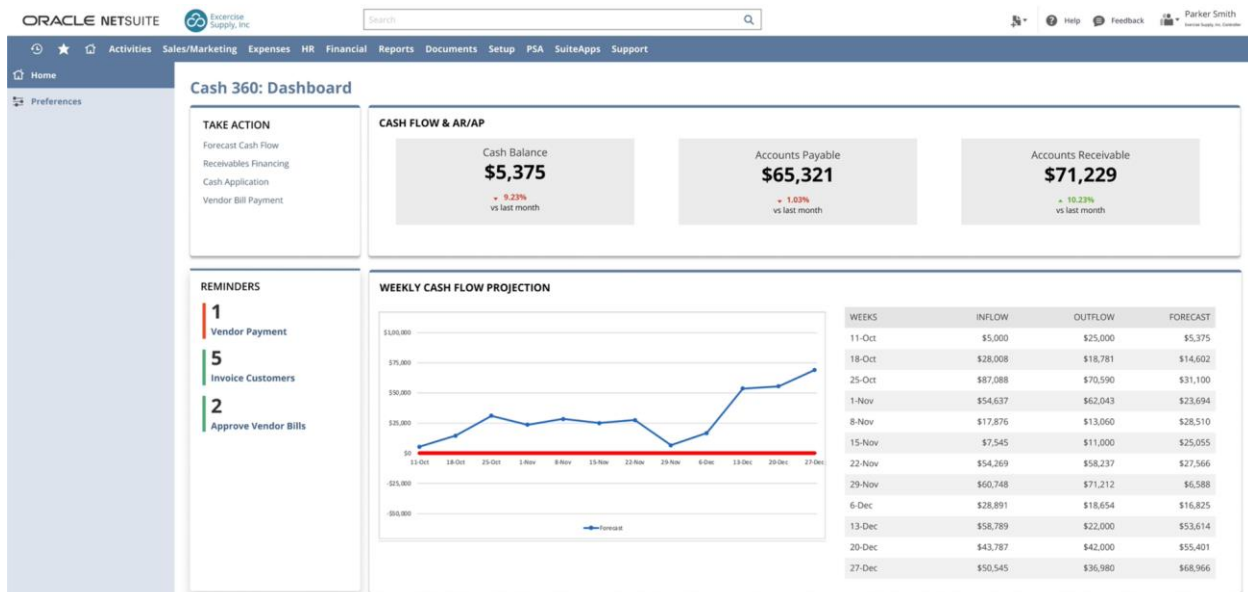 ORACLE NETSUITE
Excercise
Supply, Inc
Search
Help
Feedback
Parker Smith
Excercise Supply, Inc. Controller
Activities Sales/Marketing Expenses HR Financial Reports Documents Setup PSA SuiteApps Support
Home
Preferences
Cash 360: Dashboard
TAKE ACTION
Forecast Cash Flow
Receivables Financing
Cash Application
Vendor Bill Payment
CASH FLOW & AR/AP
Cash Balance
$5,375
9.23%
vs last month
Accounts Payable
$65,321
1.03%
vs last month
Accounts Receivable
$71,229
10.23%
vs last month
REMINDERS
1
Vendor Payment
5
Invoice Customers
2
Approve Vendor Bills
WEEKLY CASH FLOW PROJECTION
$1,00,000
$75,000
$50,000
$25,000
$0
-$25,000
-$50,000
11-Oct 18-Oct 25-Oct 1-Nov 8-Nov 15-Nov 22-Nov 29-Nov 6-Dec 13-Dec 20-Dec 27-Dec
Forecast
WEEKS INFLOW OUTFLOW FORECAST
11-Oct $5,000 $25,000 $5,375
18-Oct $28,008 $18,781 $14,602
25-Oct $87,088 $70,590 $31,100
1-Nov $54,637 $62,043 $23,694
8-Nov $17,876 $13,060 $28,510
15-Nov $7,545 $11,000 $25,055
22-Nov $54,269 $58,237 $27,566
29-Nov $60,748 $71,212 $6,588
6-Dec $28,891 $18,654 $16,825
13-Dec $58,789 $22,000 $53,614
20-Dec $43,787 $42,000 $55,401
27-Dec $50,545 $36,980 $68,966